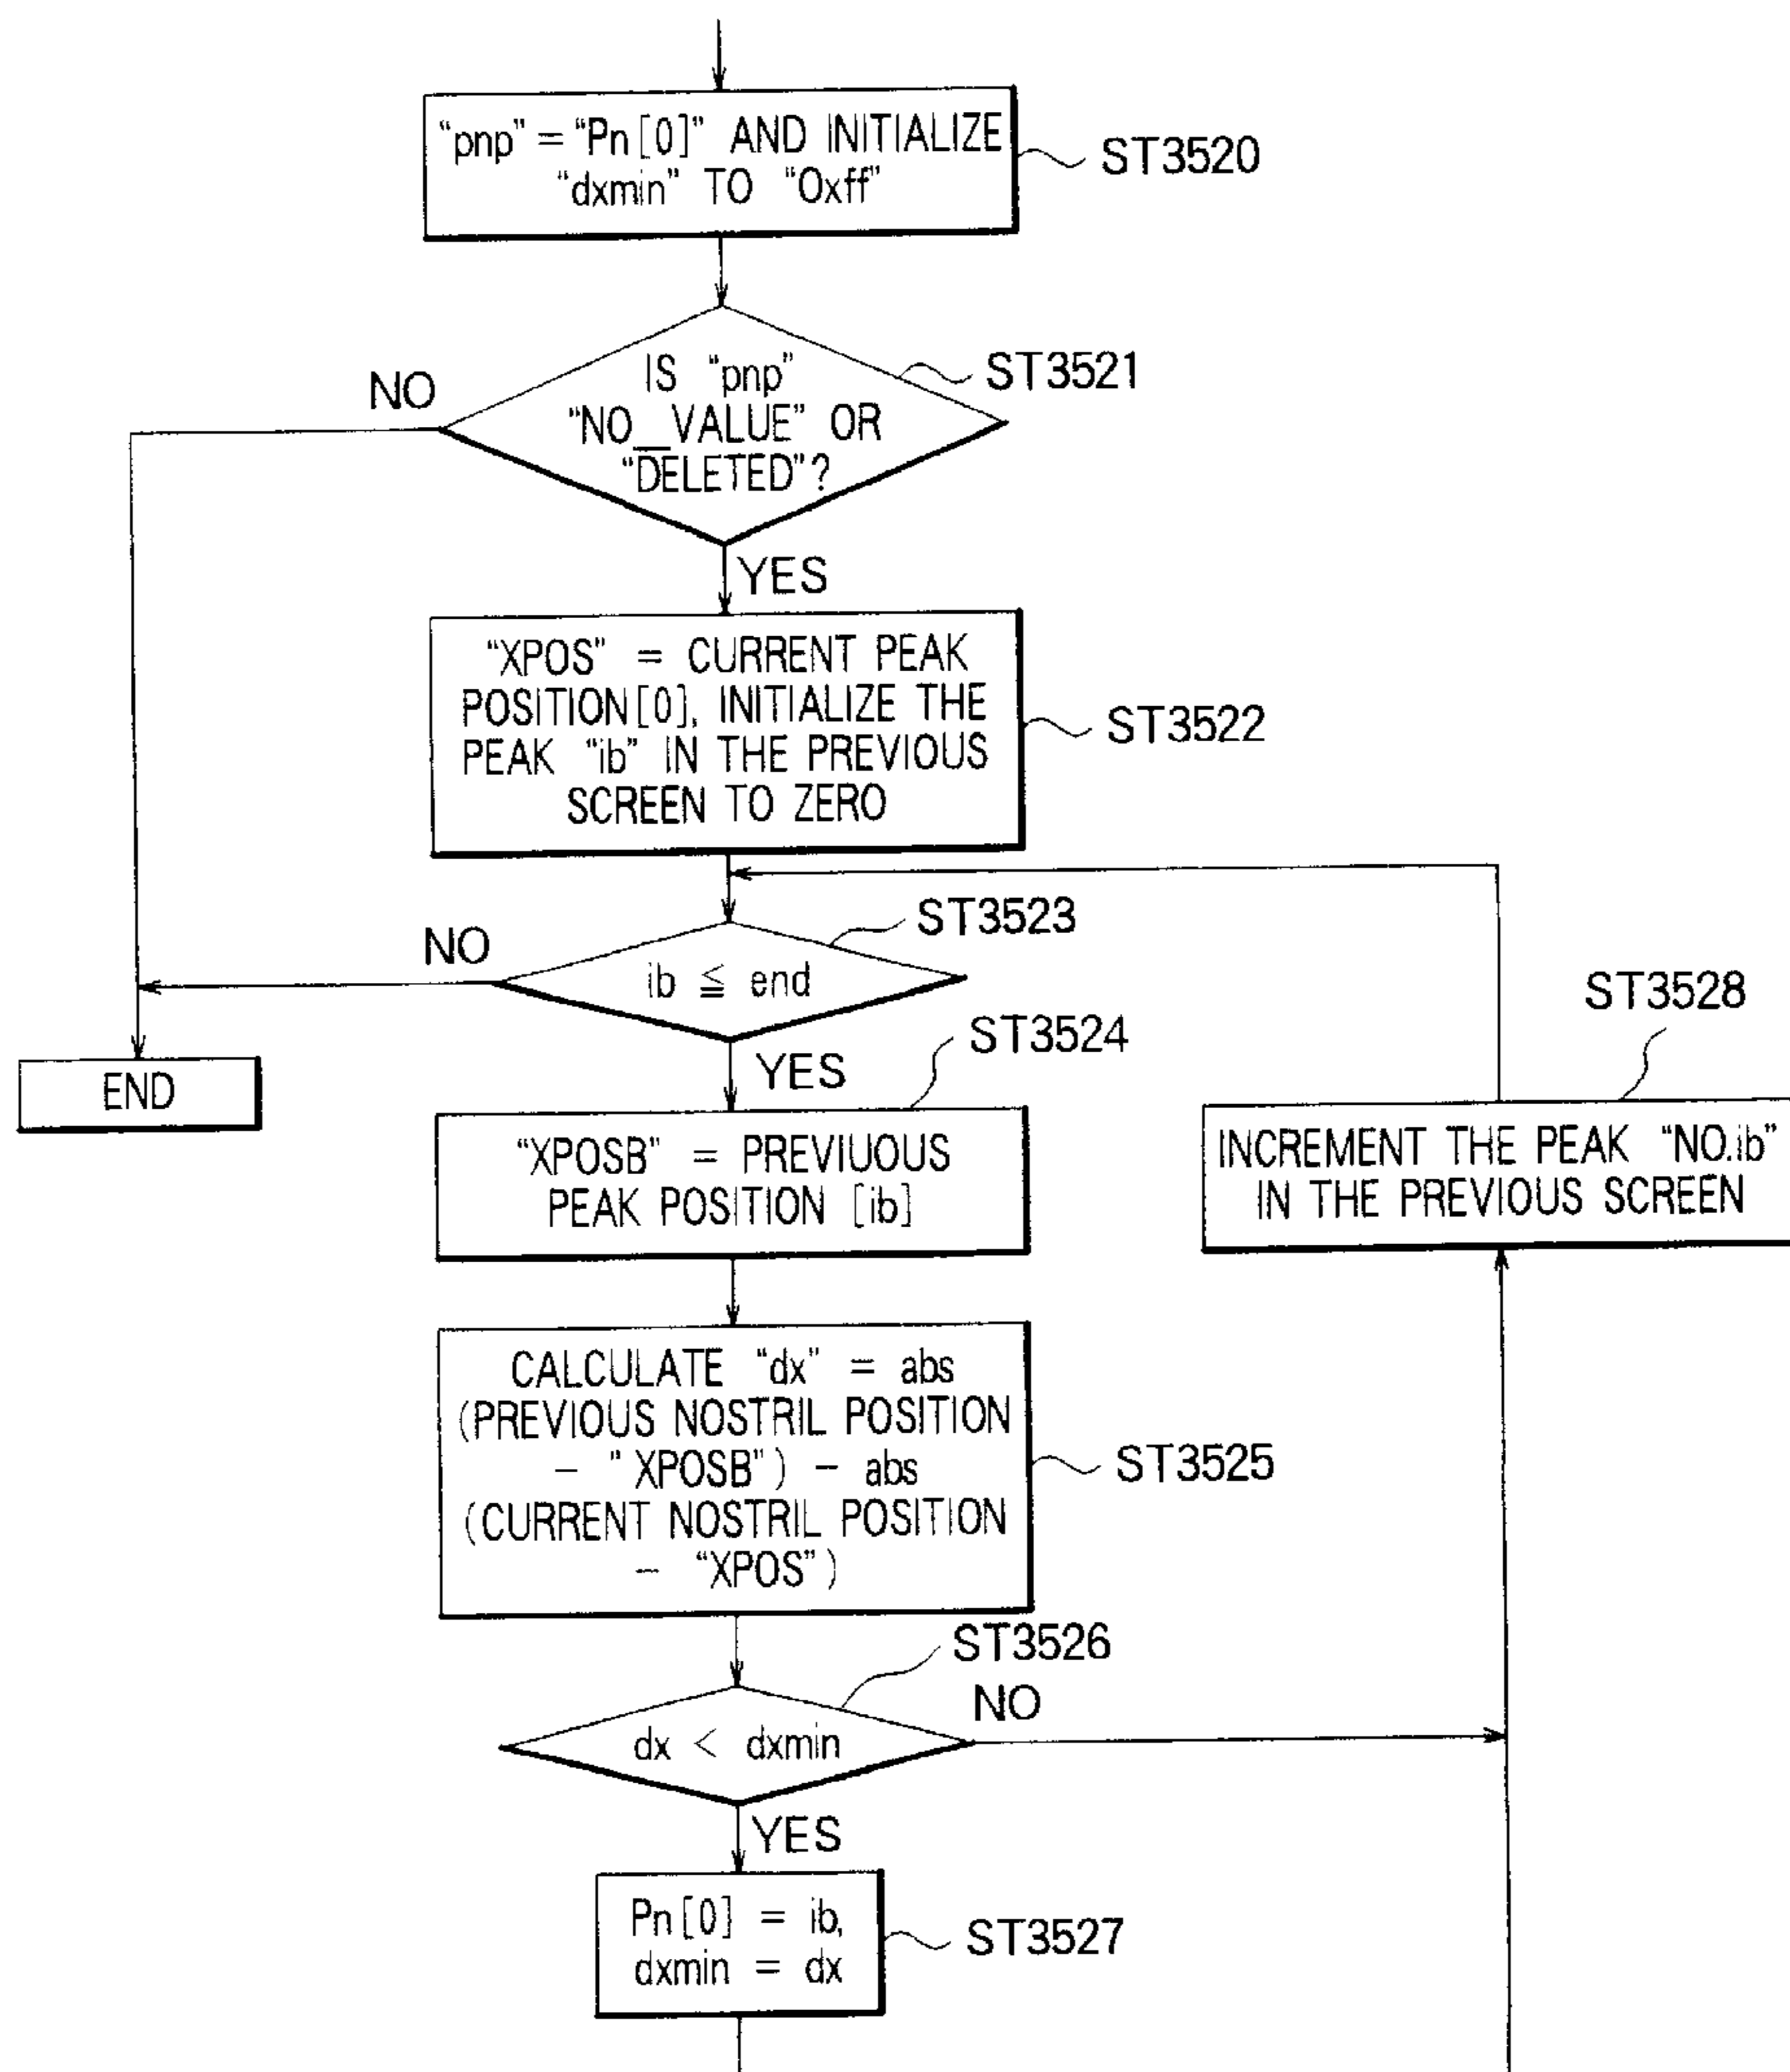 "pnp" = "Pn[0]" AND INITIALIZE
"dxmin" TO "0xff"
ST3520
IS "pnp"
"NO_VALUE" OR
"DELETED"?
ST3521
NO
YES
"XPOS" = CURRENT PEAK
POSITION[0], INITIALIZE THE
PEAK "ib" IN THE PREVIOUS
SCREEN TO ZERO
ST3522
ST3523
NO
ib ≦ end
ST3528
ST3524
YES
END
"XPOSB" = PREVIUOUS
PEAK POSITION [ib]
INCREMENT THE PEAK "NO.ib"
IN THE PREVIOUS SCREEN
CALCULATE "dx" = abs
(PREVIOUS NOSTRIL POSITION
– " XPOSB") – abs
(CURRENT NOSTRIL POSITION
– "XPOS")
ST3525
ST3526
NO
dx < dxmin
YES
Pn[0] = ib,
dxmin = dx
ST3527